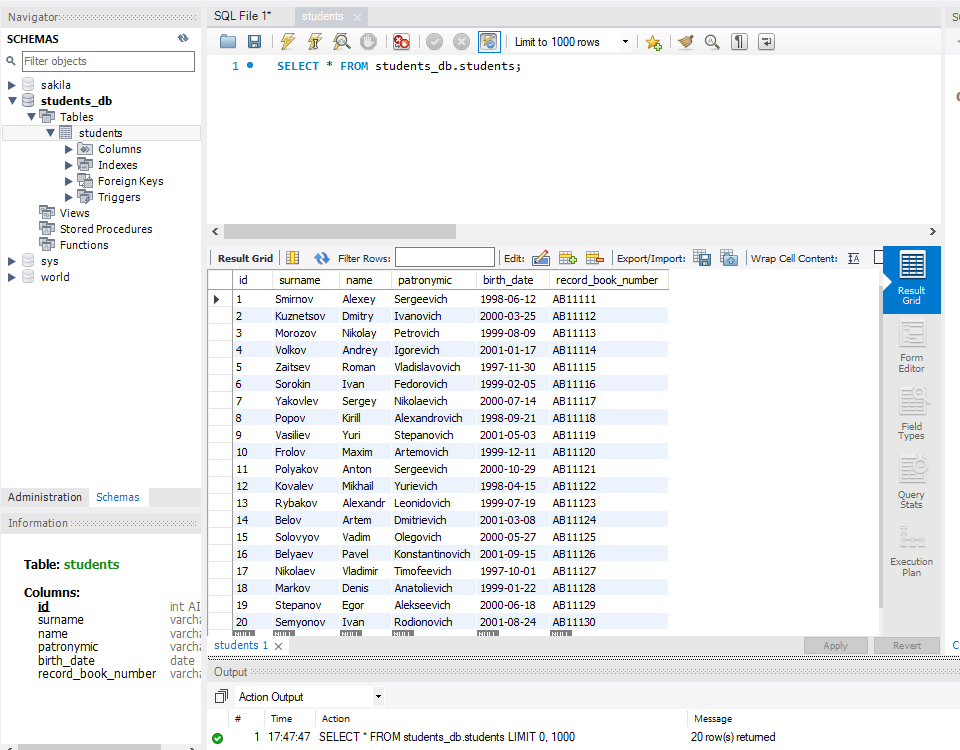 Navigator
SCHEMAS
Filter objects
sakila
students_db
Tables
students
Columns
Indexes
Foreign Keys
Triggers
Views
Stored Procedures
Functions
sys
world
Administration Schemas
Information
Table: students
Columns:
id int AI
surname varcha
name varcha
patronymic varcha
birth_date date
record_book_number varcha
SQL File 1* students
Limit to 1000 rows
1 SELECT * FROM students_db.students;
Result Grid Filter Rows: Edit: Export/Import: Wrap Cell Content:
id surname name patronymic birth_date record_book_number
1 Smirnov Alexey Sergeevich 1998-06-12 AB11111
2 Kuznetsov Dmitry Ivanovich 2000-03-25 AB11112
3 Morozov Nikolay Petrovich 1999-08-09 AB11113
4 Volkov Andrey Igorevich 2001-01-17 AB11114
5 Zaitsev Roman Vladislavovich 1997-11-30 AB11115
6 Sorokin Ivan Fedorovich 1999-02-05 AB11116
7 Yakovlev Sergey Nikolaevich 2000-07-14 AB11117
8 Popov Kirill Alexandrovich 1998-09-21 AB11118
9 Vasiliev Yuri Stepanovich 2001-05-03 AB11119
10 Frolov Maxim Artemovich 1999-12-11 AB11120
11 Polyakov Anton Sergeevich 2000-10-29 AB11121
12 Kovalev Mikhail Yurievich 1998-04-15 AB11122
13 Rybakov Alexandr Leonidovich 1999-07-19 AB11123
14 Belov Artem Dmitrievich 2001-03-08 AB11124
15 Solovyov Vadim Olegovich 2000-05-27 AB11125
16 Belyaev Pavel Konstantinovich 2001-09-15 AB11126
17 Nikolaev Vladimir Timofeevich 1997-10-01 AB11127
18 Markov Denis Anatolievich 1999-01-22 AB11128
19 Stepanov Egor Alekseevich 2000-06-18 AB11129
20 Semyonov Ivan Rodionovich 2001-08-24 AB11130
NULL NULL NULL NULL NULL NULL
Result
Grid
Form
Editor
Field
Types
Query
Stats
Execution
Plan
students 1 Apply Revert
Output
Action Output
# Time Action Message
1 17:47:47 SELECT * FROM students_db.students LIMIT 0, 1000 20 row(s) returned